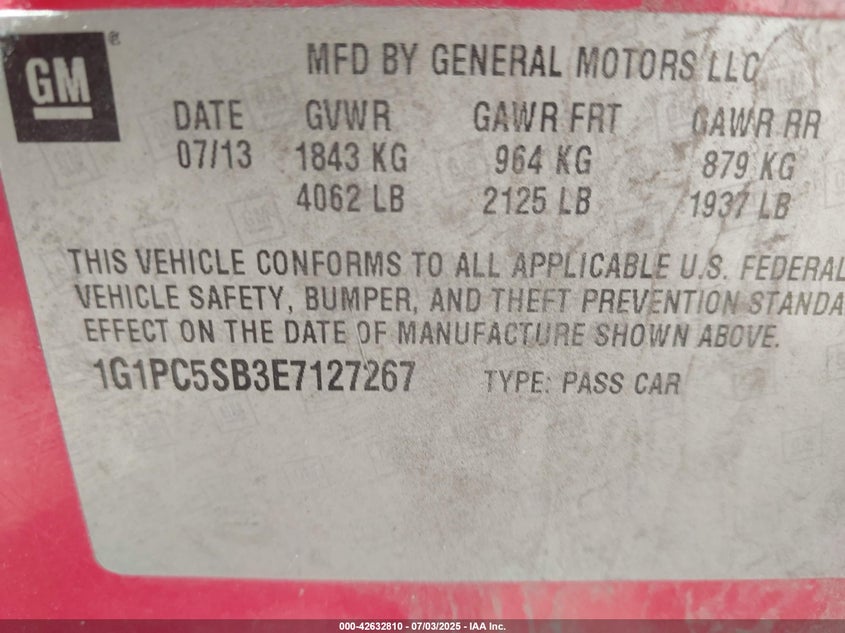 GM®
MFD BY GENERAL MOTORS LLC
DATE GVWR GAWR FRT GAWR RR
07/13 1843 KG 964 KG 879 KG
4062 LB 2125 LB 1937 LB
THIS VEHICLE CONFORMS TO ALL APPLICABLE U.S. FEDERAL
VEHICLE SAFETY, BUMPER, AND THEFT PREVENTION STANDA
EFFECT ON THE DATE OF MANUFACTURE SHOWN ABOVE.
1G1PC5SB3E7127267 TYPE: PASS CAR
000-42632810 - 07/03/2025 - IAA Inc.